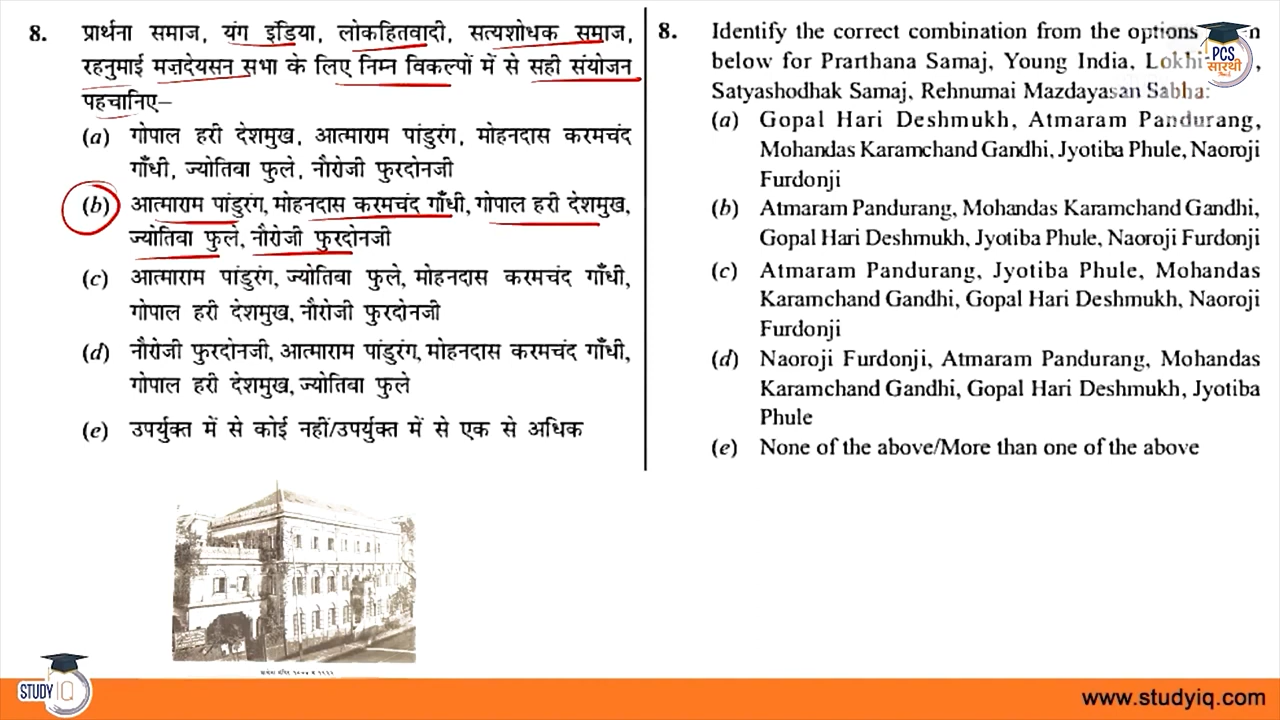 8. प्रार्थना समाज, यंग इंडिया, लोकहितवादी, सत्यशोधक समाज,
रहनुमाई मज़देयसन सभा के लिए निम्न विकल्पों में से सही संयोजन
पहचानिए–
(a) गोपाल हरी देशमुख, आत्माराम पांडुरंग, मोहनदास करमचंद
गाँधी, ज्योतिबा फुले, नौरोजी फुरदोनजी
(b) आत्माराम पांडुरंग, मोहनदास करमचंद गाँधी, गोपाल हरी देशमुख,
ज्योतिबा फुले, नौरोजी फुरदोनजी
(c) आत्माराम पांडुरंग, ज्योतिबा फुले, मोहनदास करमचंद गाँधी,
गोपाल हरी देशमुख, नौरोजी फुरदोनजी
(d) नौरोजी फुरदोनजी, आत्माराम पांडुरंग, मोहनदास करमचंद गाँधी,
गोपाल हरी देशमुख, ज्योतिबा फुले
(e) उपर्युक्त में से कोई नहीं/उपर्युक्त में से एक से अधिक
8. Identify the correct combination from the options
below for Prarthana Samaj, Young India,
Satyashodhak Samaj, Rehnumai Mazdayasan Sabha:
(a) Gopal Hari Deshmukh, Atmaram Pandurang,
Mohandas Karamchand Gandhi, Jyotiba Phule, Naoroji
Furdonji
(b) Atmaram Pandurang, Mohandas Karamchand Gandhi,
Gopal Hari Deshmukh, Jyotiba Phule, Naoroji Furdonji
(c) Atmaram Pandurang, Jyotiba Phule, Mohandas
Karamchand Gandhi, Gopal Hari Deshmukh, Naoroji
Furdonji
(d) Naoroji Furdonji, Atmaram Pandurang, Mohandas
Karamchand Gandhi, Gopal Hari Deshmukh, Jyotiba
Phule
(e) None of the above/More than one of the above
PCS
सारथी
STUDY IQ
www.studyiq.com